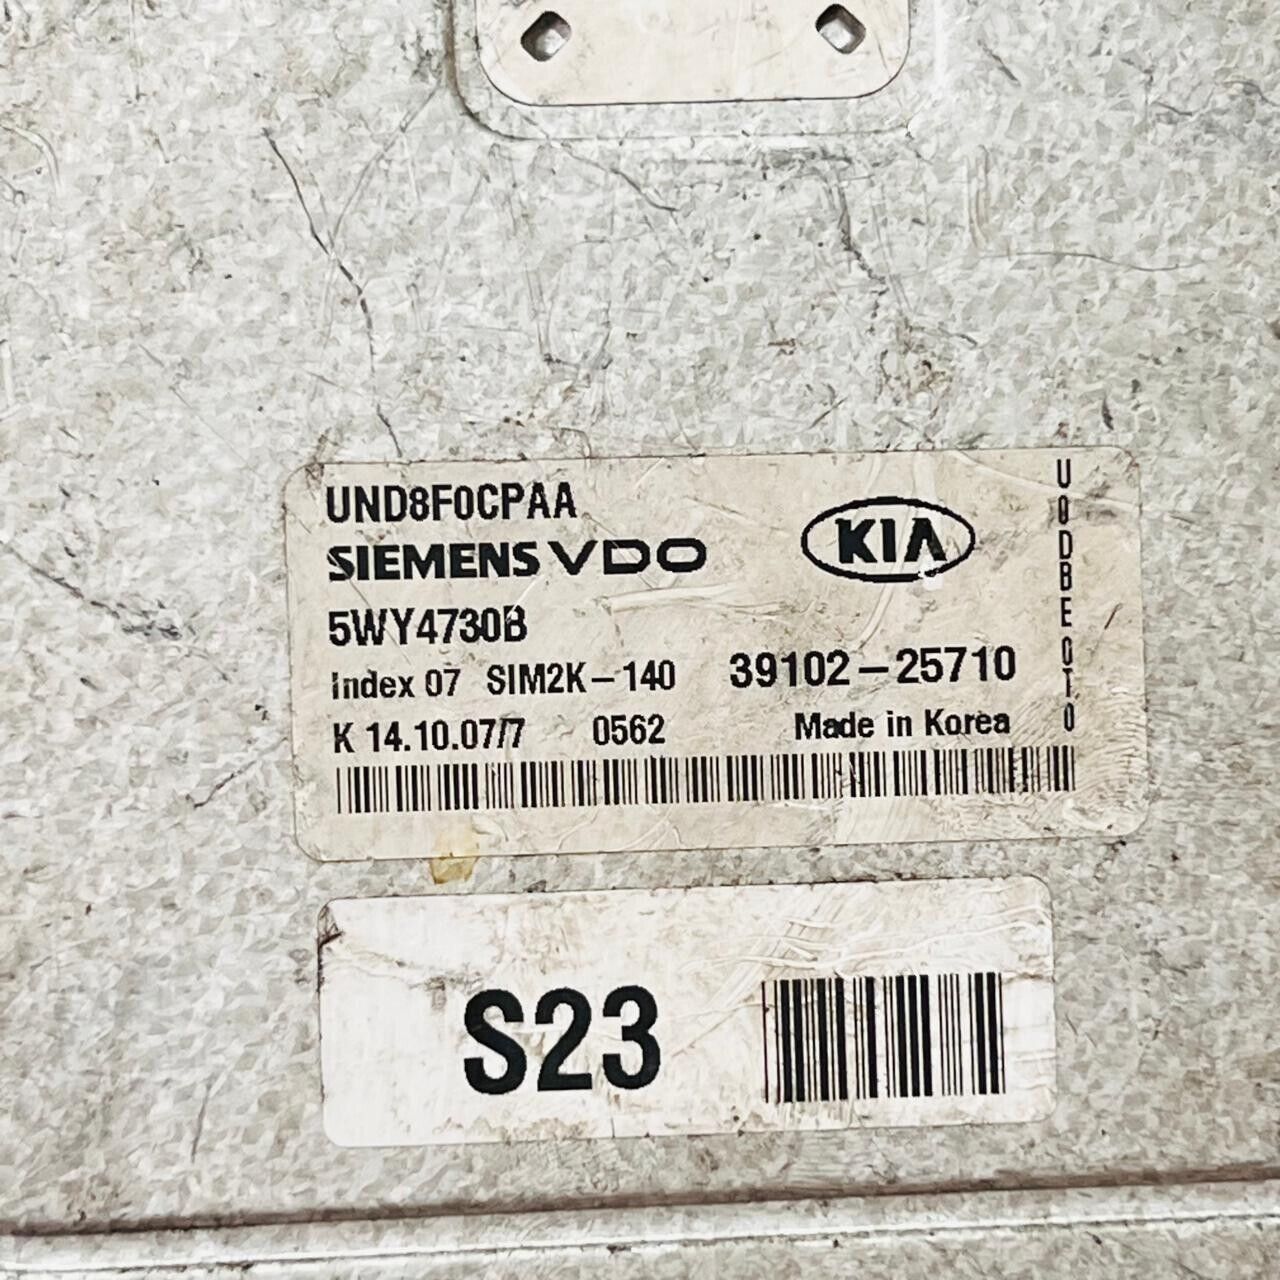 UND8F0CPAA
SIEMENS VDO
KIA
5WY4730B
Index 07 SIM2K-140 39102-25710
K 14.10.07/7 0562 Made in Korea
U0DBE0T0
S23